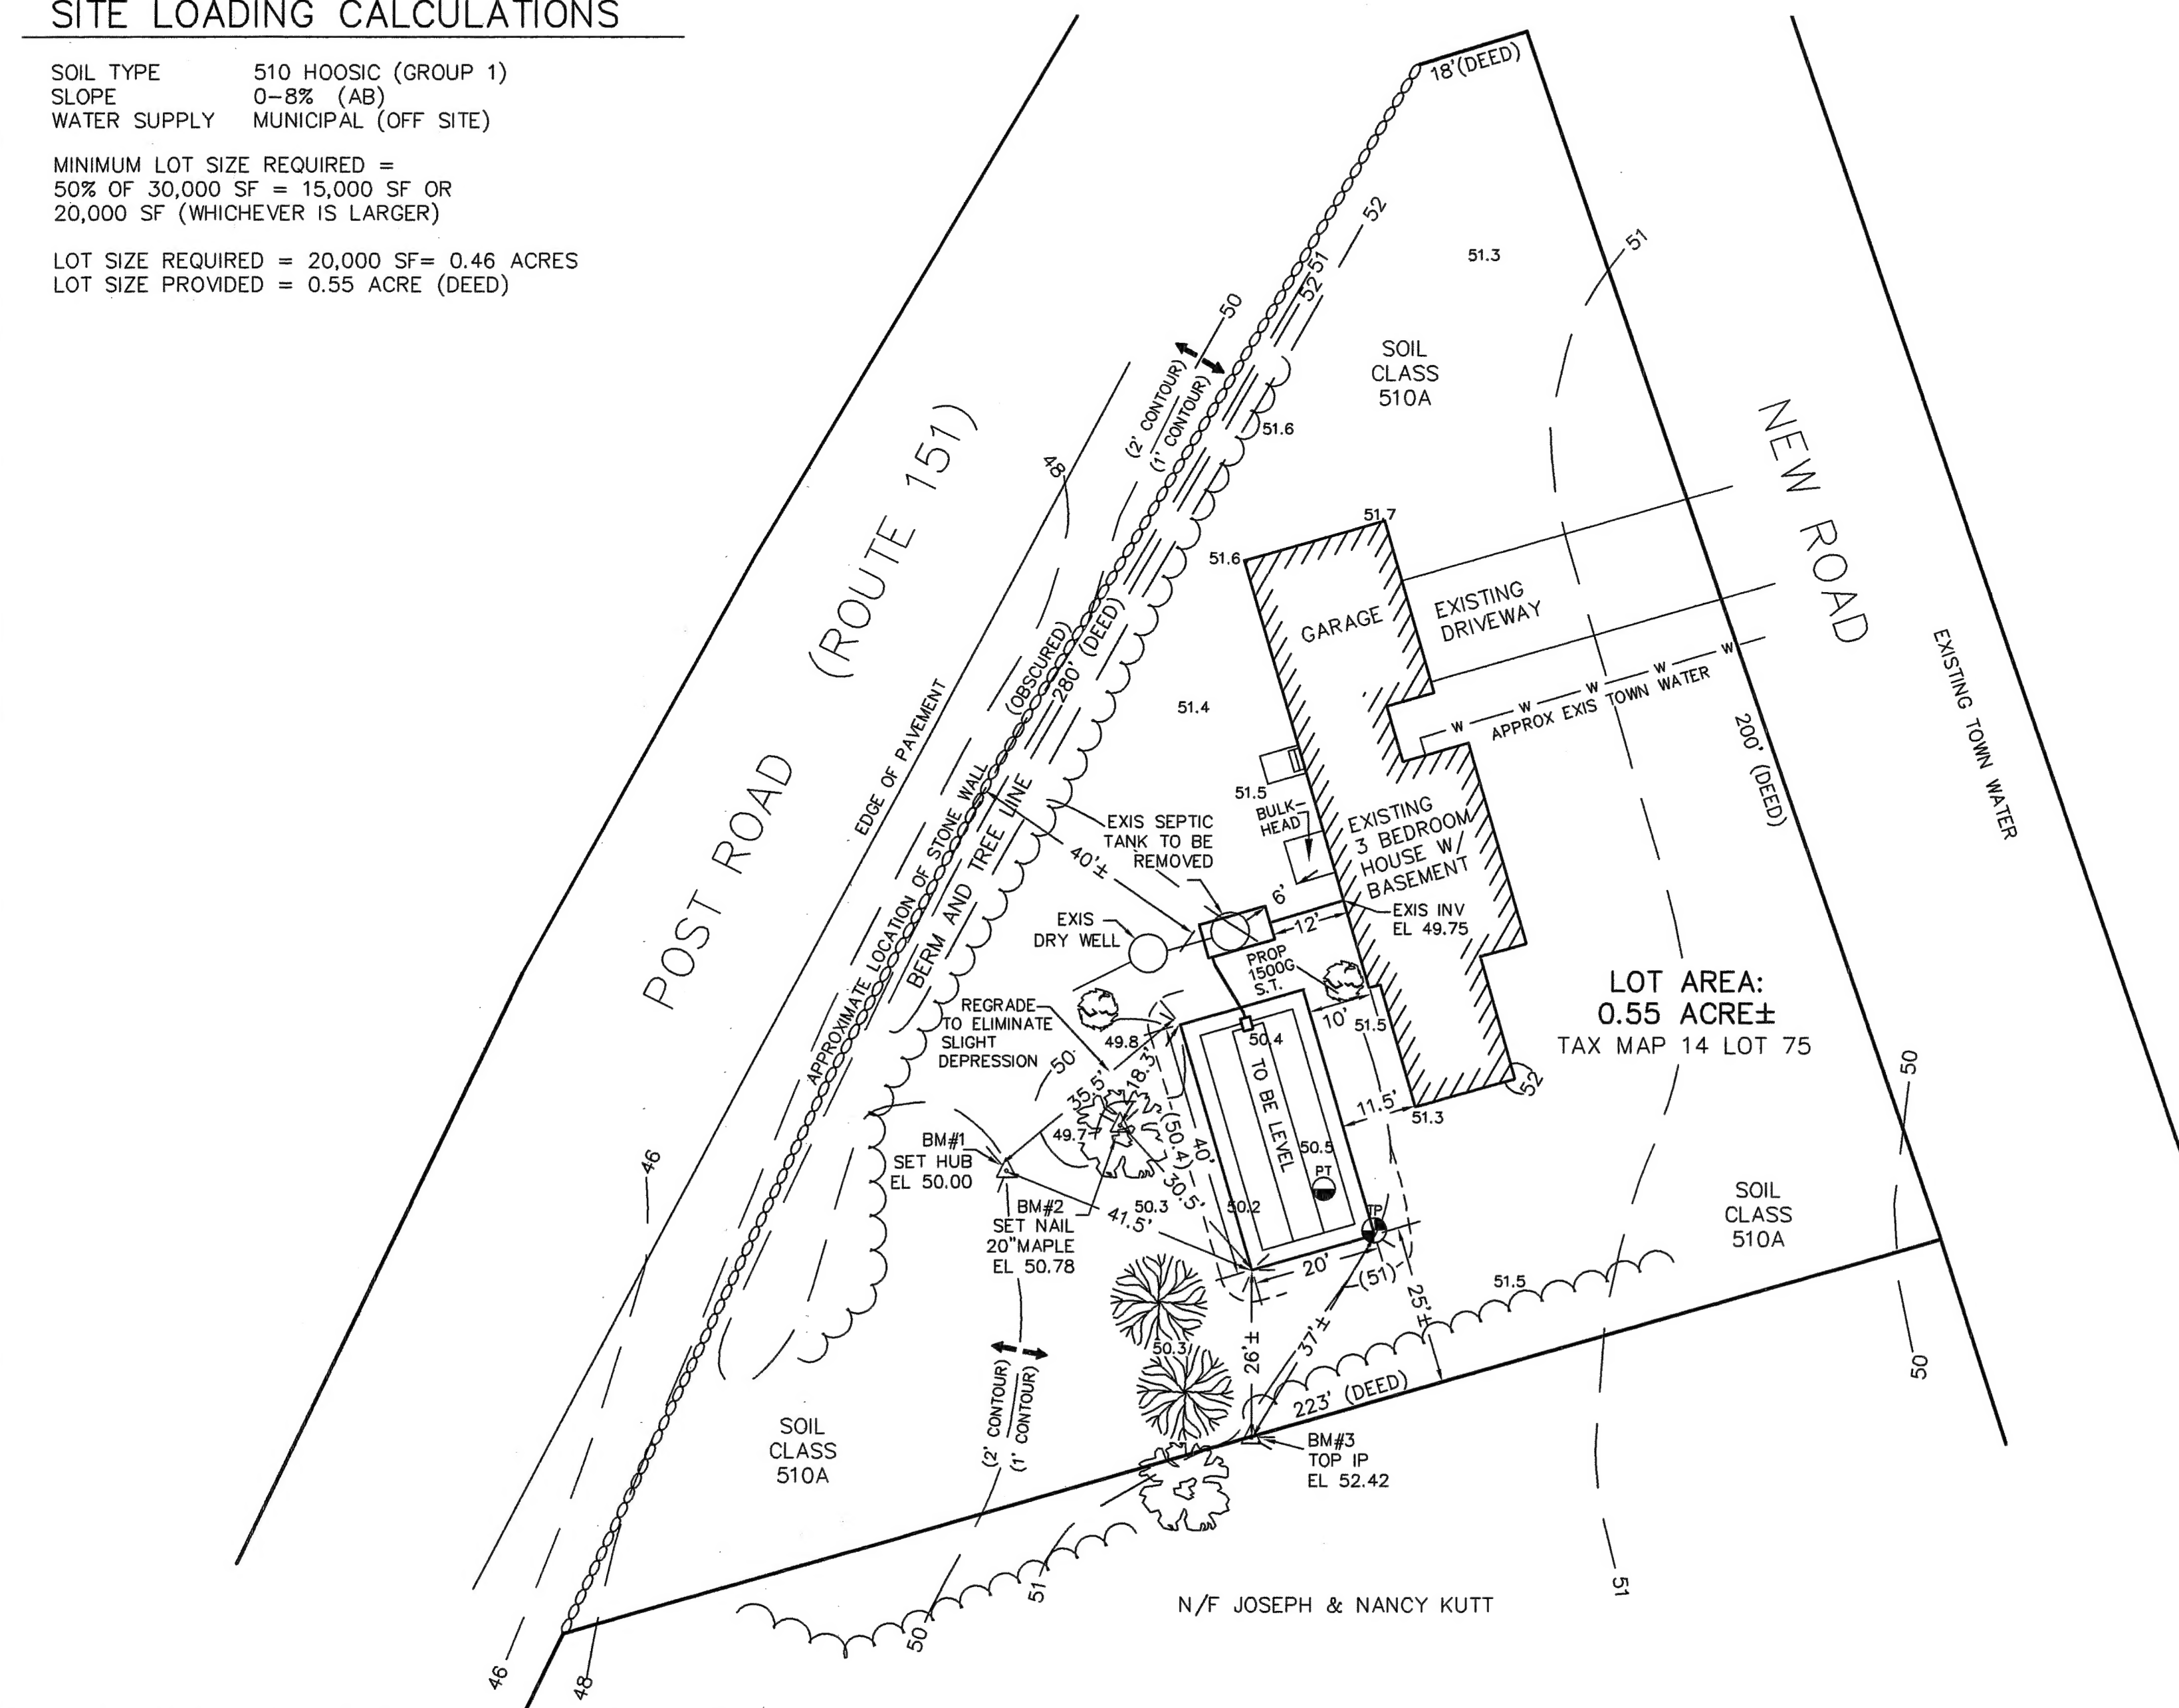 SITE LOADING CALCULATIONS
SOIL TYPE 510 HOOSIC (GROUP 1)
SLOPE 0-8% (AB)
WATER SUPPLY MUNICIPAL (OFF SITE)
MINIMUM LOT SIZE REQUIRED =
50% OF 30,000 SF = 15,000 SF OR
20,000 SF (WHICHEVER IS LARGER)
LOT SIZE REQUIRED = 20,000 SF= 0.46 ACRES
LOT SIZE PROVIDED = 0.55 ACRE (DEED)
18'(DEED)
52
51
52
51.3
51
50
(2' CONTOUR)
(1' CONTOUR)
SOIL
CLASS
510A
51.6
48
POST ROAD (ROUTE 151)
NEW ROAD
51.7
51.6
GARAGE
EXISTING
DRIVEWAY
W W W W W
APPROX EXIS TOWN WATER
EXISTING TOWN WATER
200' (DEED)
EDGE OF PAVEMENT
APPROXIMATE LOCATION OF STONE WALL (OBSCURED)
280' (DEED)
BERM AND TREE LINE
51.4
51.5
BULK-
HEAD
EXISTING
3 BEDROOM
HOUSE W/
BASEMENT
EXIS SEPTIC
TANK TO BE
REMOVED
40'±
6'
12'
EXIS INV
EL 49.75
EXIS
DRY WELL
PROP
1500G
S.T.
LOT AREA:
0.55 ACRE±
TAX MAP 14 LOT 75
REGRADE
TO ELIMINATE
SLIGHT
DEPRESSION
49.8
50
10'
51.5
50.4
TO BE LEVEL
35.5'
18.3'
(50.4)
40'
11.5'
51.3
52
50
49.7
BM#1
SET HUB
EL 50.00
BM#2
SET NAIL
20"MAPLE
EL 50.78
30.5'
41.5'
50.3
50.2
50.5
PT
TP
46
20'
(51)
25'±
51.5
SOIL
CLASS
510A
50.3
26'±
37'±
223' (DEED)
50
(2' CONTOUR)
(1' CONTOUR)
SOIL
CLASS
510A
BM#3
TOP IP
EL 52.42
N/F JOSEPH & NANCY KUTT
51
51
50
46
48